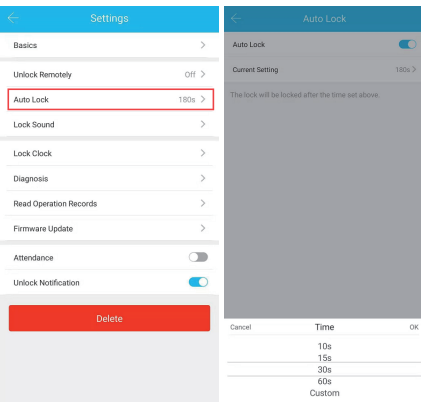 Settings
Basics
Unlock Remotely Off
Auto Lock 180s
Lock Sound
Lock Clock
Diagnosis
Read Operation Records
Firmware Update
Attendance
Unlock Notification
Delete
Auto Lock
Auto Lock
Current Setting 180s
The lock will be locked after the time set above.
Cancel Time OK
10s
15s
30s
60s
Custom